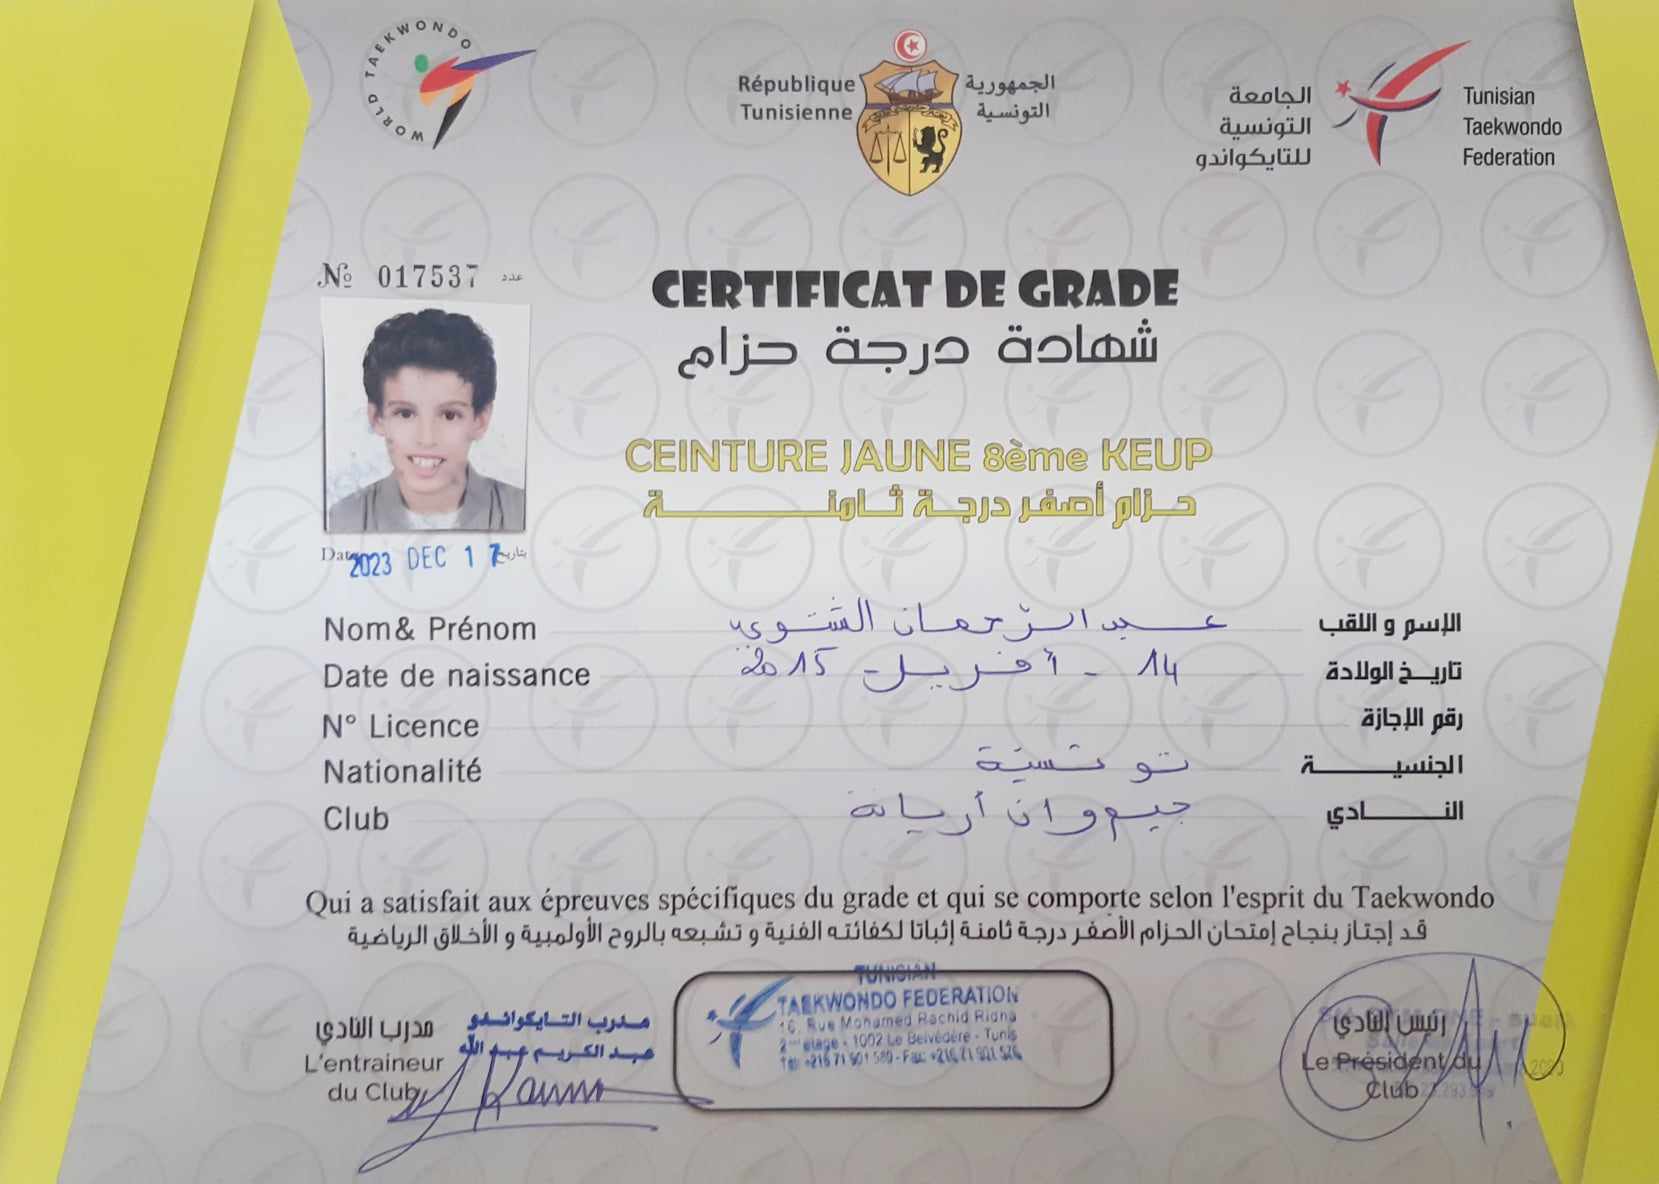 WORLD TAEKWONDO
République Tunisienne
الجمهورية التونسية
الجامعة التونسية للتايكواندو
Tunisian Taekwondo Federation
№ 017537 عدد
CERTIFICAT DE GRADE
شهادة درجة حزام
CEINTURE JAUNE 8ème KEUP
حزام أصفر درجة ثامنة
Date 2023 DEC 17 بتاريخ
Nom& Prénom عبد الرحمان الشتوي الإسم و اللقب
Date de naissance 14 - أفريل - 2015 تاريخ الولادة
N° Licence رقم الإجازة
Nationalité تونسية الجنسية
Club جيم وان أريانة النادي
Qui a satisfait aux épreuves spécifiques du grade et qui se comporte selon l'esprit du Taekwondo
قد إجتاز بنجاح إمتحان الحزام الأصفر درجة ثامنة إثباتا لكفائته الفنية و تشبعه بالروح الأولمبية و الأخلاق الرياضية
مدرب النادي
L'entraineur
du Club
مدرب التايكواندو
عبد الكريم عبد الله
TUNISIAN
TAEKWONDO FEDERATION
16, Rue Mohamed Rachid Ridha
2ème etage - 1002 Le Belvédère - Tunis
رئيس النادي
Le Président du
Club